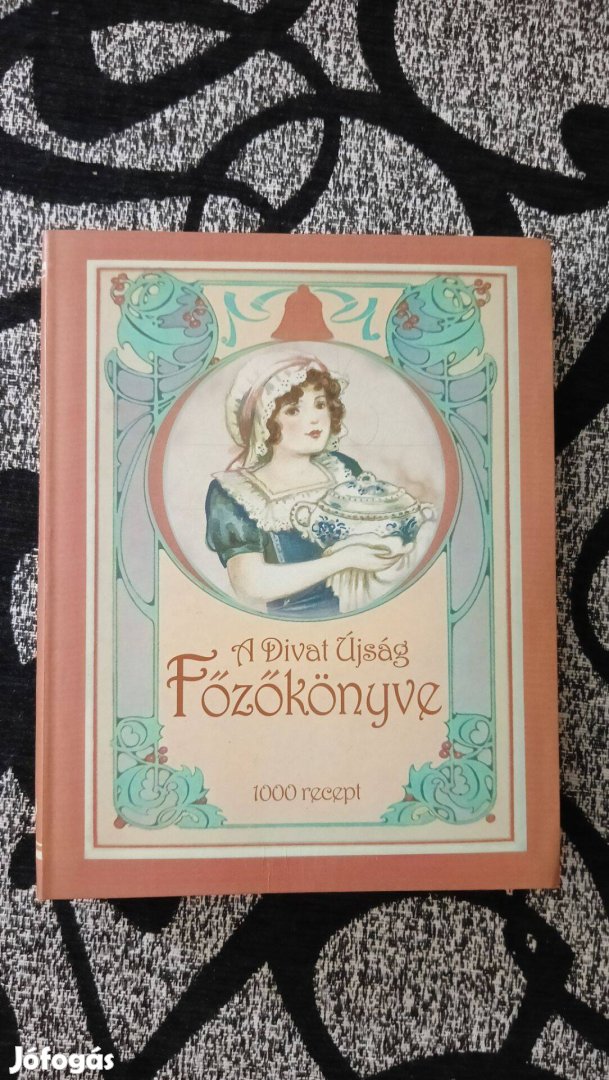 A Divat Újság
Főzőkönyve
1000 recept
Jófogás